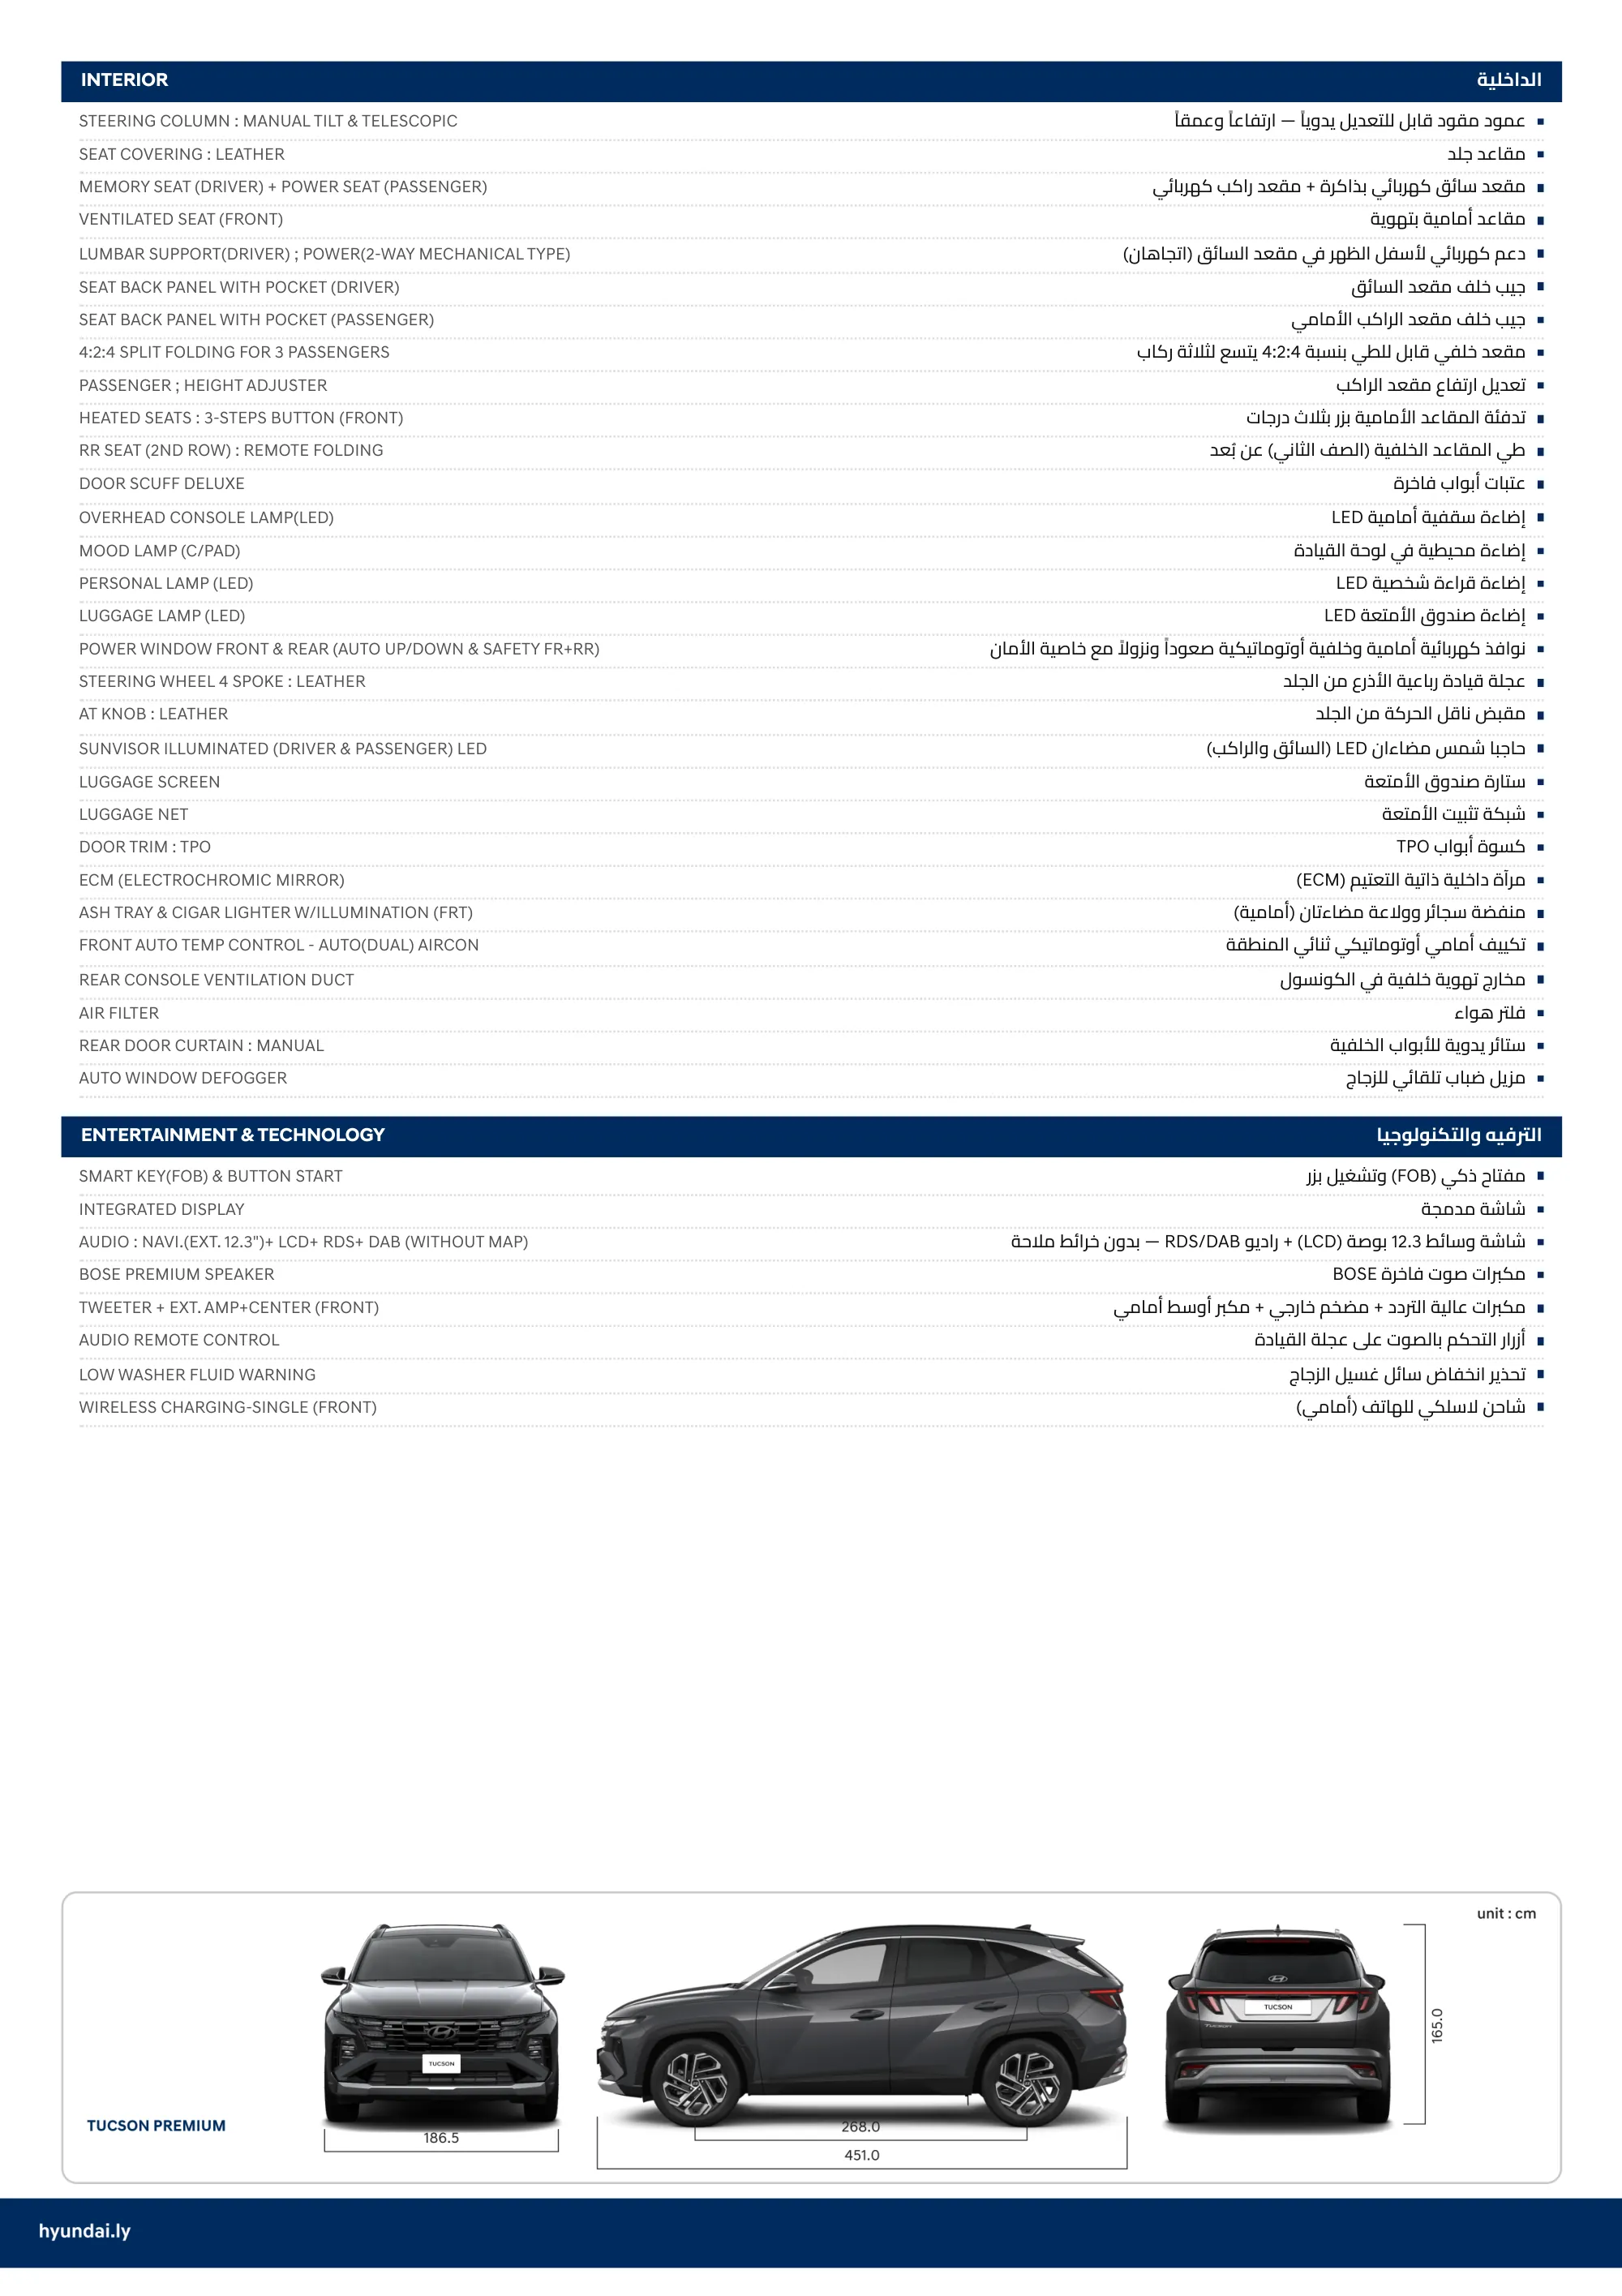 INTERIOR الداخلية
STEERING COLUMN : MANUAL TILT & TELESCOPIC عمود مقود قابل للتعديل يدوياً — ارتفاعاً وعمقاً
SEAT COVERING : LEATHER مقاعد جلد
MEMORY SEAT (DRIVER) + POWER SEAT (PASSENGER) مقعد سائق كهربائي بذاكرة + مقعد راكب كهربائي
VENTILATED SEAT (FRONT) مقاعد أمامية بتهوية
LUMBAR SUPPORT(DRIVER) ; POWER(2-WAY MECHANICAL TYPE) دعم كهربائي لأسفل الظهر في مقعد السائق (اتجاهان)
SEAT BACK PANEL WITH POCKET (DRIVER) جيب خلف مقعد السائق
SEAT BACK PANEL WITH POCKET (PASSENGER) جيب خلف مقعد الراكب الأمامي
4:2:4 SPLIT FOLDING FOR 3 PASSENGERS مقعد خلفي قابل للطي بنسبة 4:2:4 يتسع لثلاثة ركاب
PASSENGER ; HEIGHT ADJUSTER تعديل ارتفاع مقعد الراكب
HEATED SEATS : 3-STEPS BUTTON (FRONT) تدفئة المقاعد الأمامية بزر بثلاث درجات
RR SEAT (2ND ROW) : REMOTE FOLDING طي المقاعد الخلفية (الصف الثاني) عن بُعد
DOOR SCUFF DELUXE عتبات أبواب فاخرة
OVERHEAD CONSOLE LAMP(LED) إضاءة سقفية أمامية LED
MOOD LAMP (C/PAD) إضاءة محيطية في لوحة القيادة
PERSONAL LAMP (LED) إضاءة قراءة شخصية LED
LUGGAGE LAMP (LED) إضاءة صندوق الأمتعة LED
POWER WINDOW FRONT & REAR (AUTO UP/DOWN & SAFETY FR+RR) نوافذ كهربائية أمامية وخلفية أوتوماتيكية صعوداً ونزولاً مع خاصية الأمان
STEERING WHEEL 4 SPOKE : LEATHER عجلة قيادة رباعية الأذرع من الجلد
AT KNOB : LEATHER مقبض ناقل الحركة من الجلد
SUNVISOR ILLUMINATED (DRIVER & PASSENGER) LED حاجبا شمس مضاءان LED (السائق والراكب)
LUGGAGE SCREEN ستارة صندوق الأمتعة
LUGGAGE NET شبكة تثبيت الأمتعة
DOOR TRIM : TPO كسوة أبواب TPO
ECM (ELECTROCHROMIC MIRROR) مرآة داخلية ذاتية التعتيم (ECM)
ASH TRAY & CIGAR LIGHTER W/ILLUMINATION (FRT) منفضة سجائر وولاعة مضاءتان (أمامية)
FRONT AUTO TEMP CONTROL - AUTO(DUAL) AIRCON تكييف أمامي أوتوماتيكي ثنائي المنطقة
REAR CONSOLE VENTILATION DUCT مخارج تهوية خلفية في الكونسول
AIR FILTER فلتر هواء
REAR DOOR CURTAIN : MANUAL ستائر يدوية للأبواب الخلفية
AUTO WINDOW DEFOGGER مزيل ضباب تلقائي للزجاج
ENTERTAINMENT & TECHNOLOGY الترفيه والتكنولوجيا
SMART KEY(FOB) & BUTTON START مفتاح ذكي (FOB) وتشغيل بزر
INTEGRATED DISPLAY شاشة مدمجة
AUDIO : NAVI.(EXT. 12.3")+ LCD+ RDS+ DAB (WITHOUT MAP) شاشة وسائط 12.3 بوصة (LCD) + راديو RDS/DAB — بدون خرائط ملاحة
BOSE PREMIUM SPEAKER مكبرات صوت فاخرة BOSE
TWEETER + EXT. AMP+CENTER (FRONT) مكبرات عالية التردد + مضخم خارجي + مكبر أوسط أمامي
AUDIO REMOTE CONTROL أزرار التحكم بالصوت على عجلة القيادة
LOW WASHER FLUID WARNING تحذير انخفاض سائل غسيل الزجاج
WIRELESS CHARGING-SINGLE (FRONT) شاحن لاسلكي للهاتف (أمامي)
unit : cm
TUCSON
TUCSON
Tucson
165.0
TUCSON PREMIUM
186.5
268.0
451.0
hyundai.ly